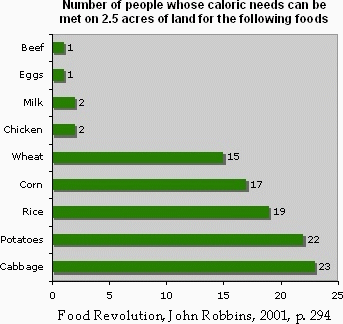 Number of people whose caloric needs can be
met on 2.5 acres of land for the following foods
Beef 1
Eggs 1
Milk 2
Chicken 2
Wheat 15
Corn 17
Rice 19
Potatoes 22
Cabbage 23
0 5 10 15 20 25
Food Revolution, John Robbins, 2001, p. 294